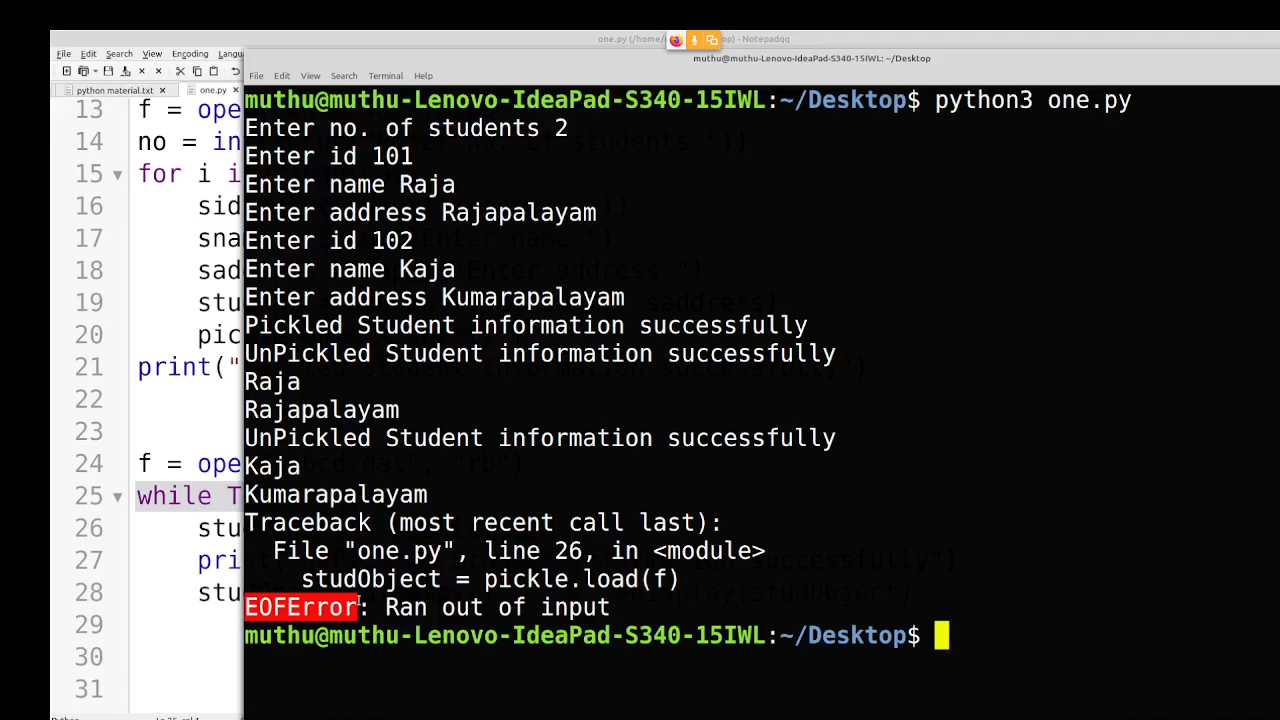 one.py (/home/ op) - Notepadqq
muthu@muthu-Lenovo-IdeaPad-S340-15IWL: ~/Desktop
File Edit Search View Encoding Langu
File Edit View Search Terminal Help
python material.txt one.py
muthu@muthu-Lenovo-IdeaPad-S340-15IWL:~/Desktop$ python3 one.py
Enter no. of students 2
Enter id 101
Enter name Raja
Enter address Rajapalayam
Enter id 102
Enter name Kaja
Enter address Kumarapalayam
Pickled Student information successfully
UnPickled Student information successfully
Raja
Rajapalayam
UnPickled Student information successfully
Kaja
Kumarapalayam
Traceback (most recent call last):
File "one.py", line 26, in <module>
studObject = pickle.load(f)
EOFError: Ran out of input
muthu@muthu-Lenovo-IdeaPad-S340-15IWL:~/Desktop$
13 f = ope
14 no = in
15 for i i
16 sid
17 sna
18 sad
19 stu
20 pic
21 print("
22
23
24 f = ope
25 while T
26 stu
27 pri
28 stu
29
30
31